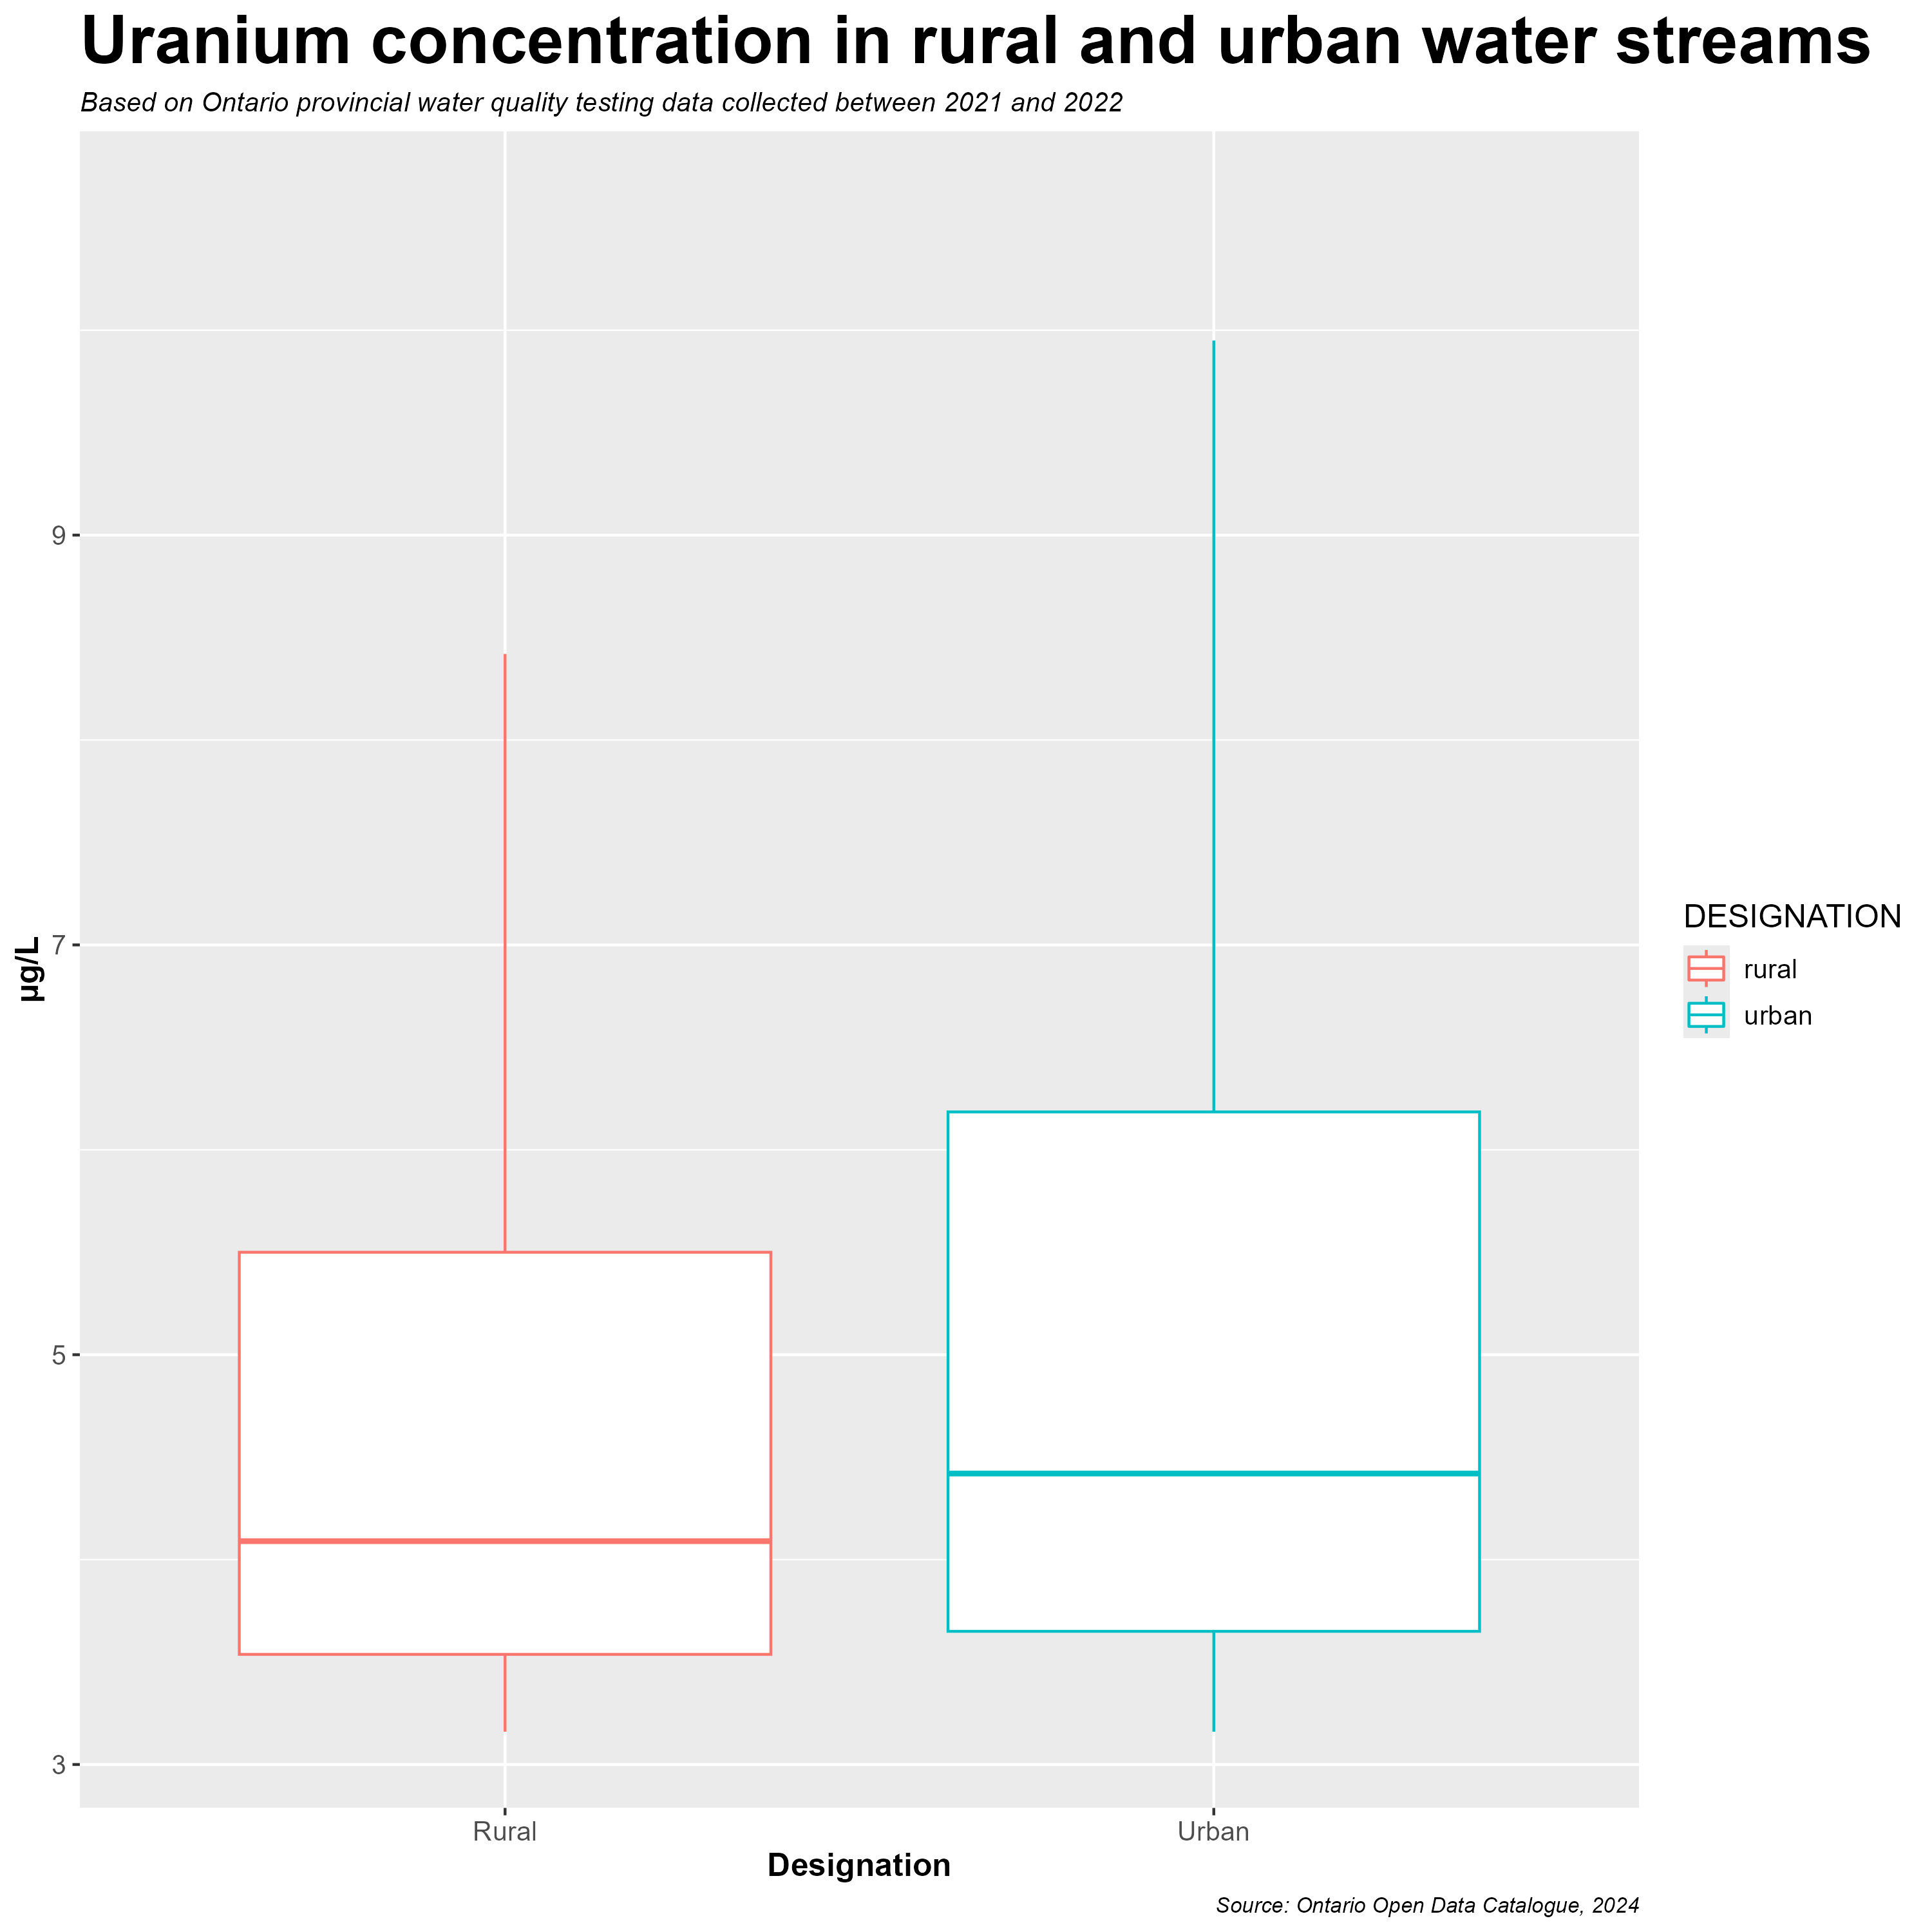 Uranium concentration in rural and urban water streams
Based on Ontario provincial water quality testing data collected between 2021 and 2022
µg/L
9
7
5
3
Rural
Urban
Designation
DESIGNATION
rural
urban
Source: Ontario Open Data Catalogue, 2024